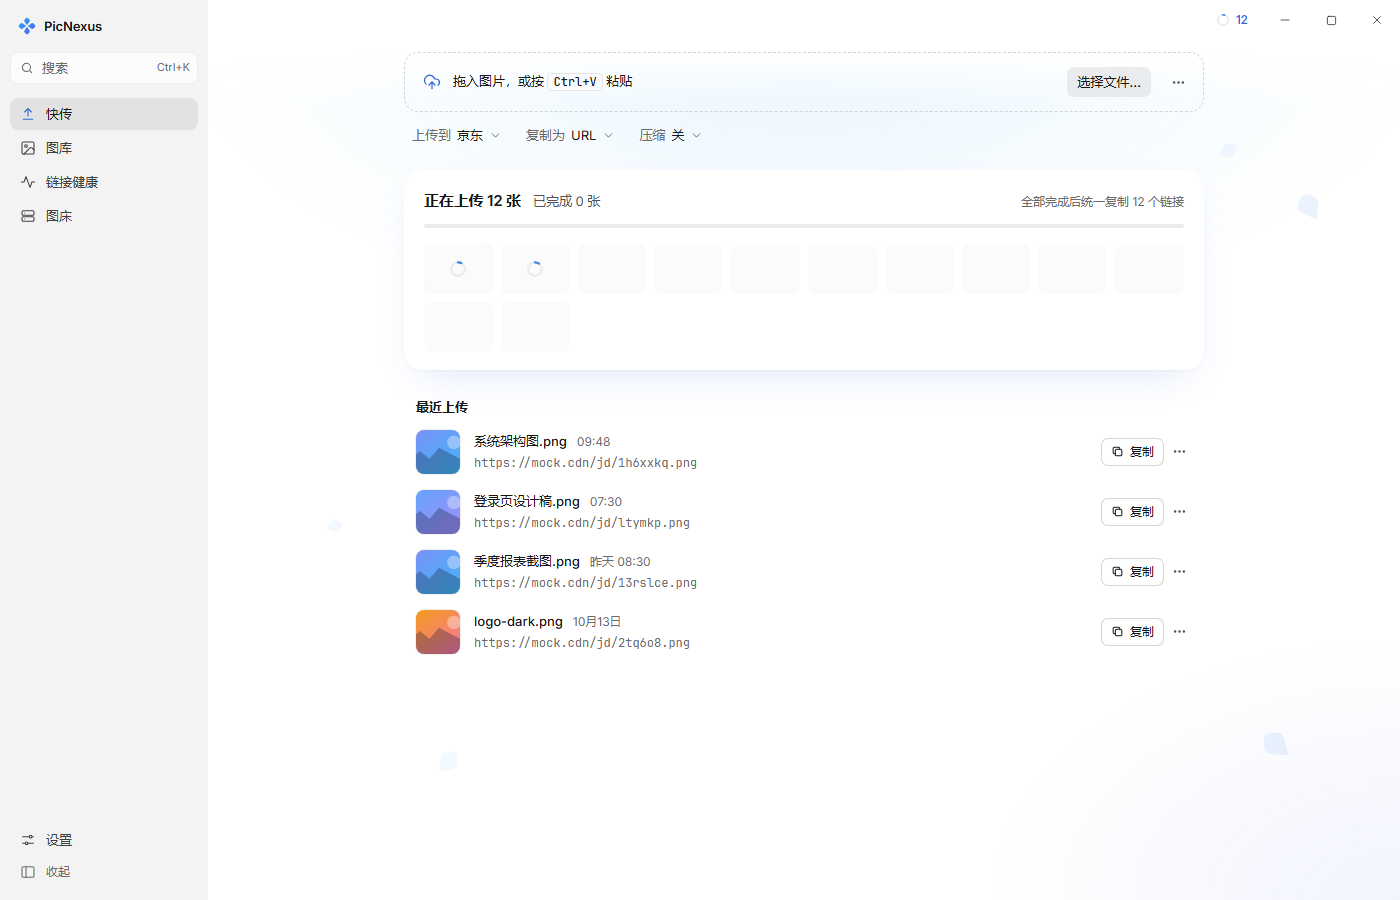 PicNexus
12
搜索 Ctrl+K
快传
图库
链接健康
图床
设置
收起
拖入图片，或按 Ctrl+V 粘贴
选择文件...
上传到 京东 复制为 URL 压缩 关
正在上传 12 张 已完成 0 张
全部完成后统一复制 12 个链接
最近上传
系统架构图.png 09:48
https://mock.cdn/jd/1h6xxkq.png
复制
登录页设计稿.png 07:30
https://mock.cdn/jd/ltymkp.png
复制
季度报表截图.png 昨天 08:30
https://mock.cdn/jd/13rslce.png
复制
logo-dark.png 10月13日
https://mock.cdn/jd/2tq6o8.png
复制